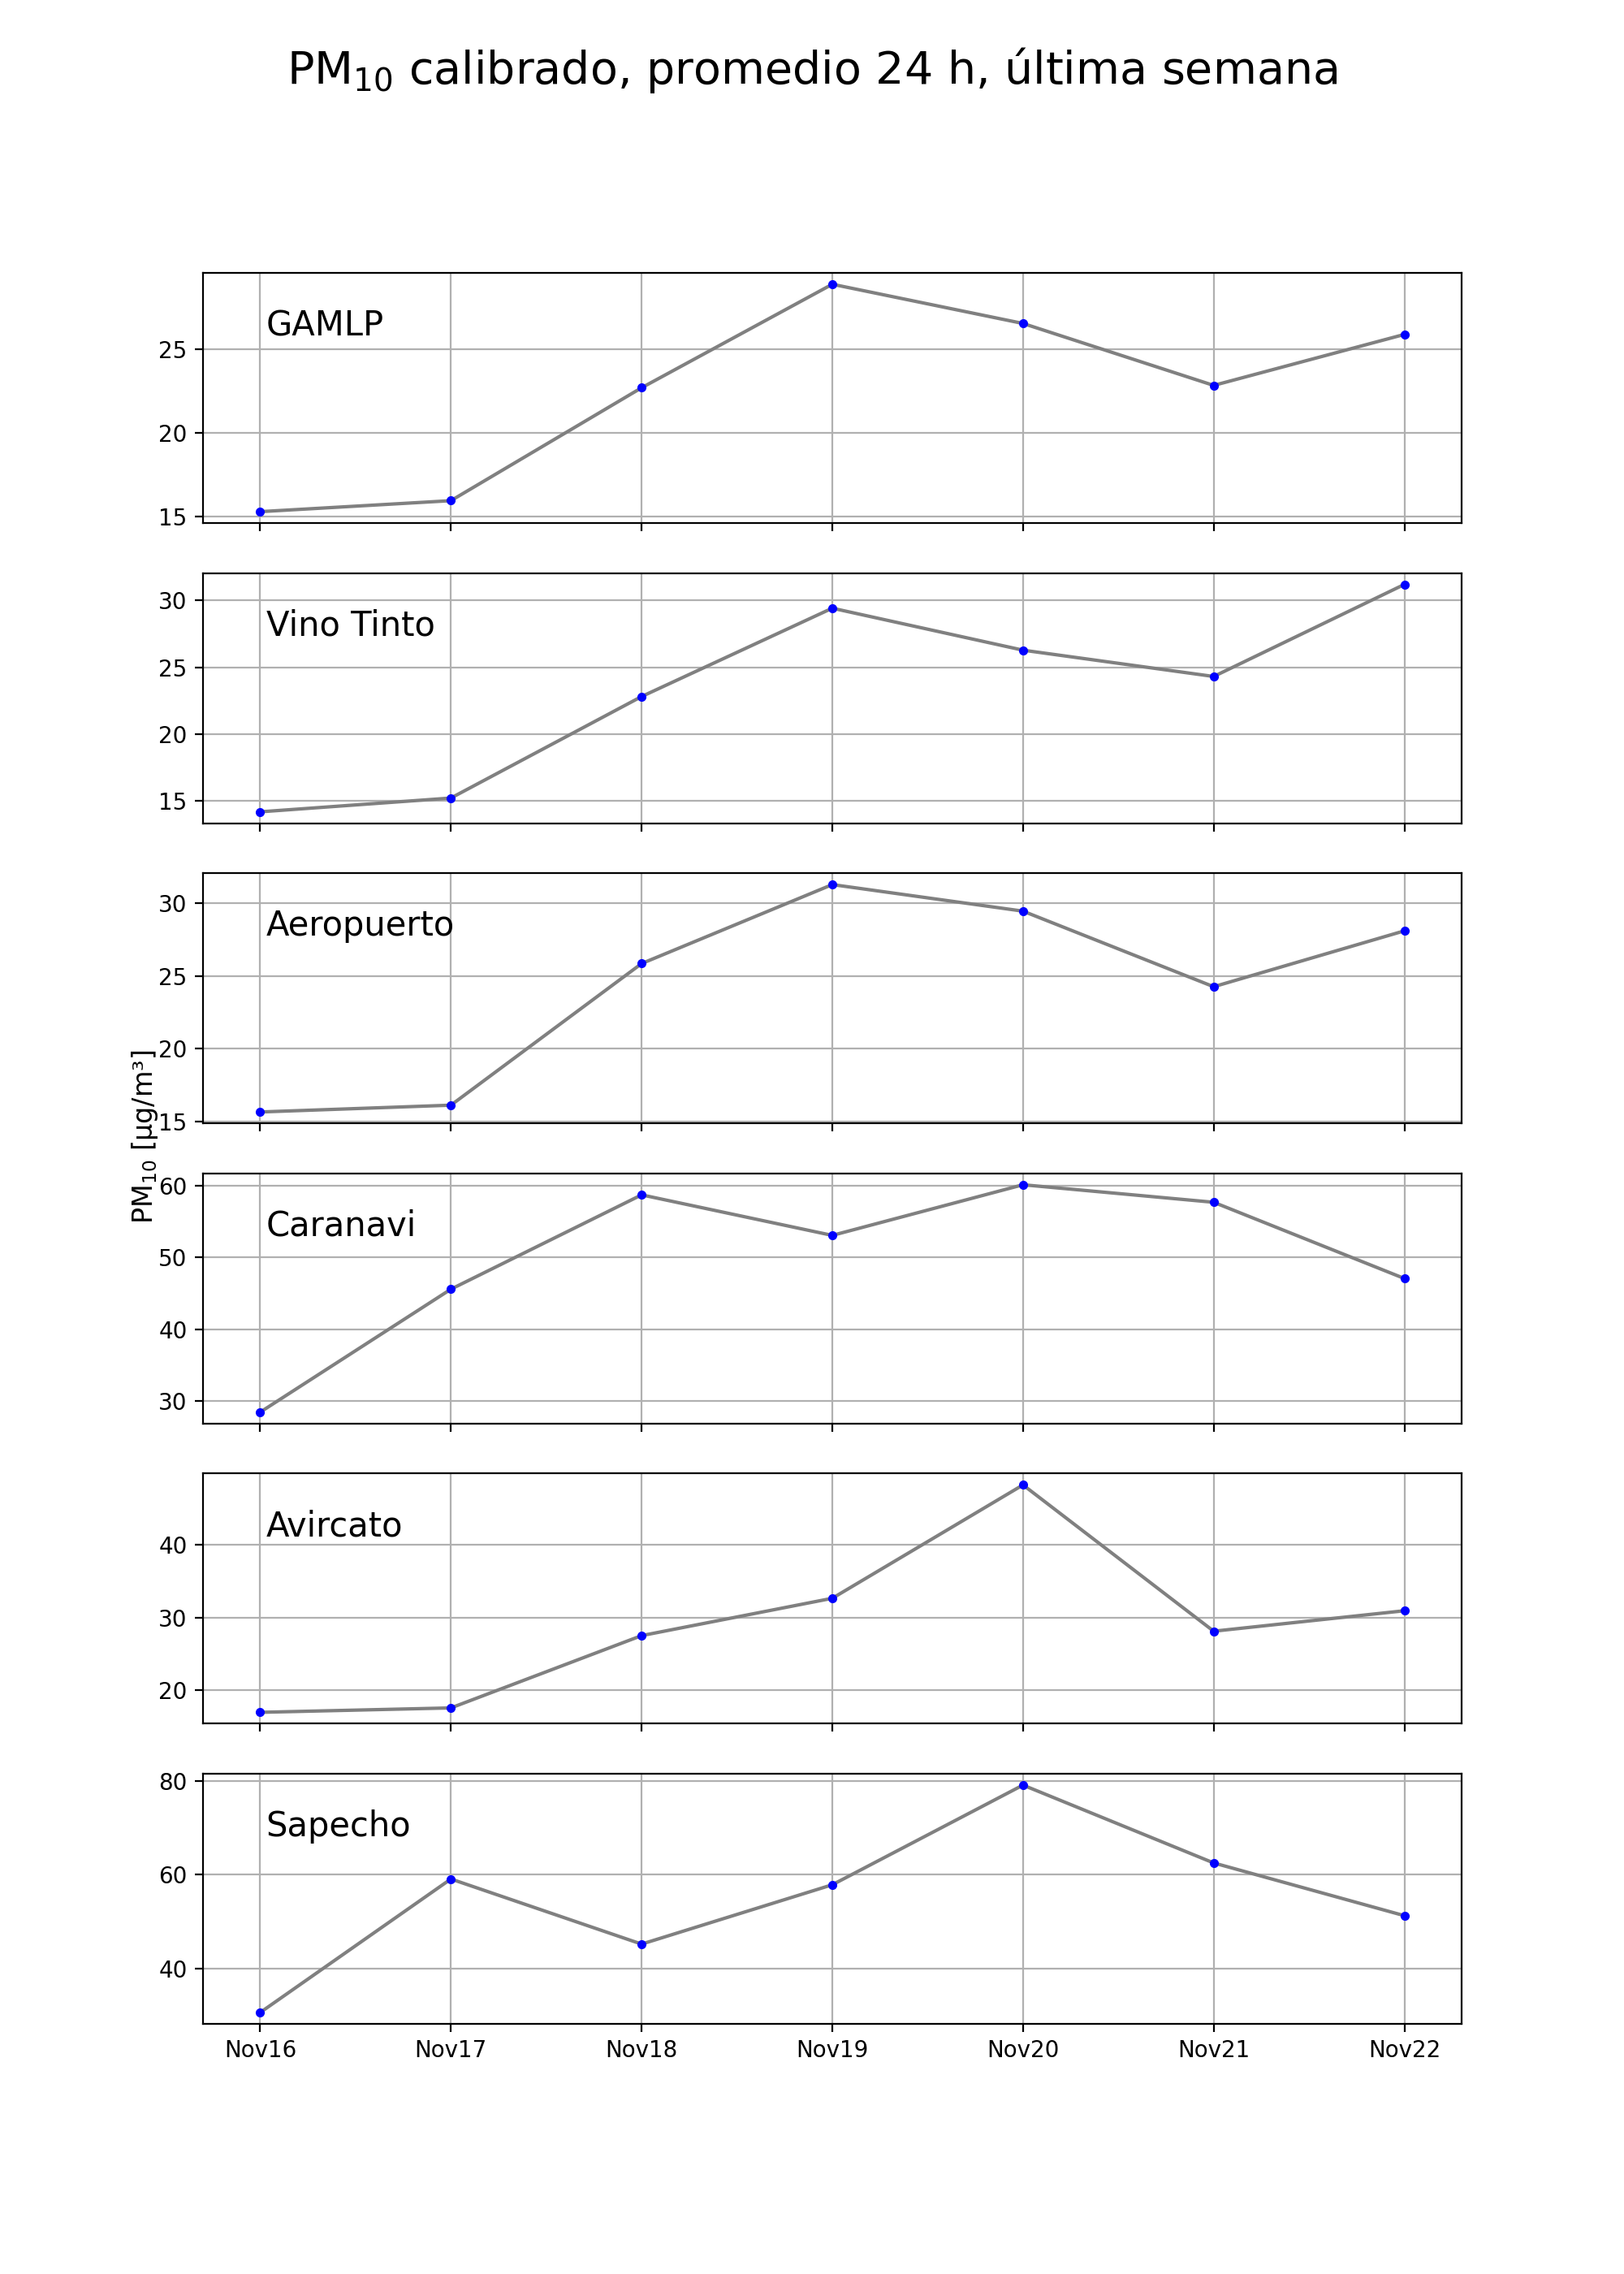 PM₁₀ calibrado, promedio 24 h, última semana
GAMLP
25
20
15
Vino Tinto
30
25
20
15
Aeropuerto
30
25
20
15
PM₁₀ [µg/m³]
Caranavi
60
50
40
30
Avircato
40
30
20
Sapecho
80
60
40
Nov16 Nov17 Nov18 Nov19 Nov20 Nov21 Nov22